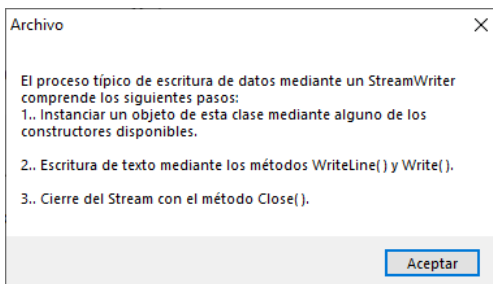 Archivo
El proceso típico de escritura de datos mediante un StreamWriter
comprende los siguientes pasos:
1.. Instanciar un objeto de esta clase mediante alguno de los
constructores disponibles.
2.. Escritura de texto mediante los métodos WriteLine() y Write().
3.. Cierre del Stream con el método Close().
Aceptar